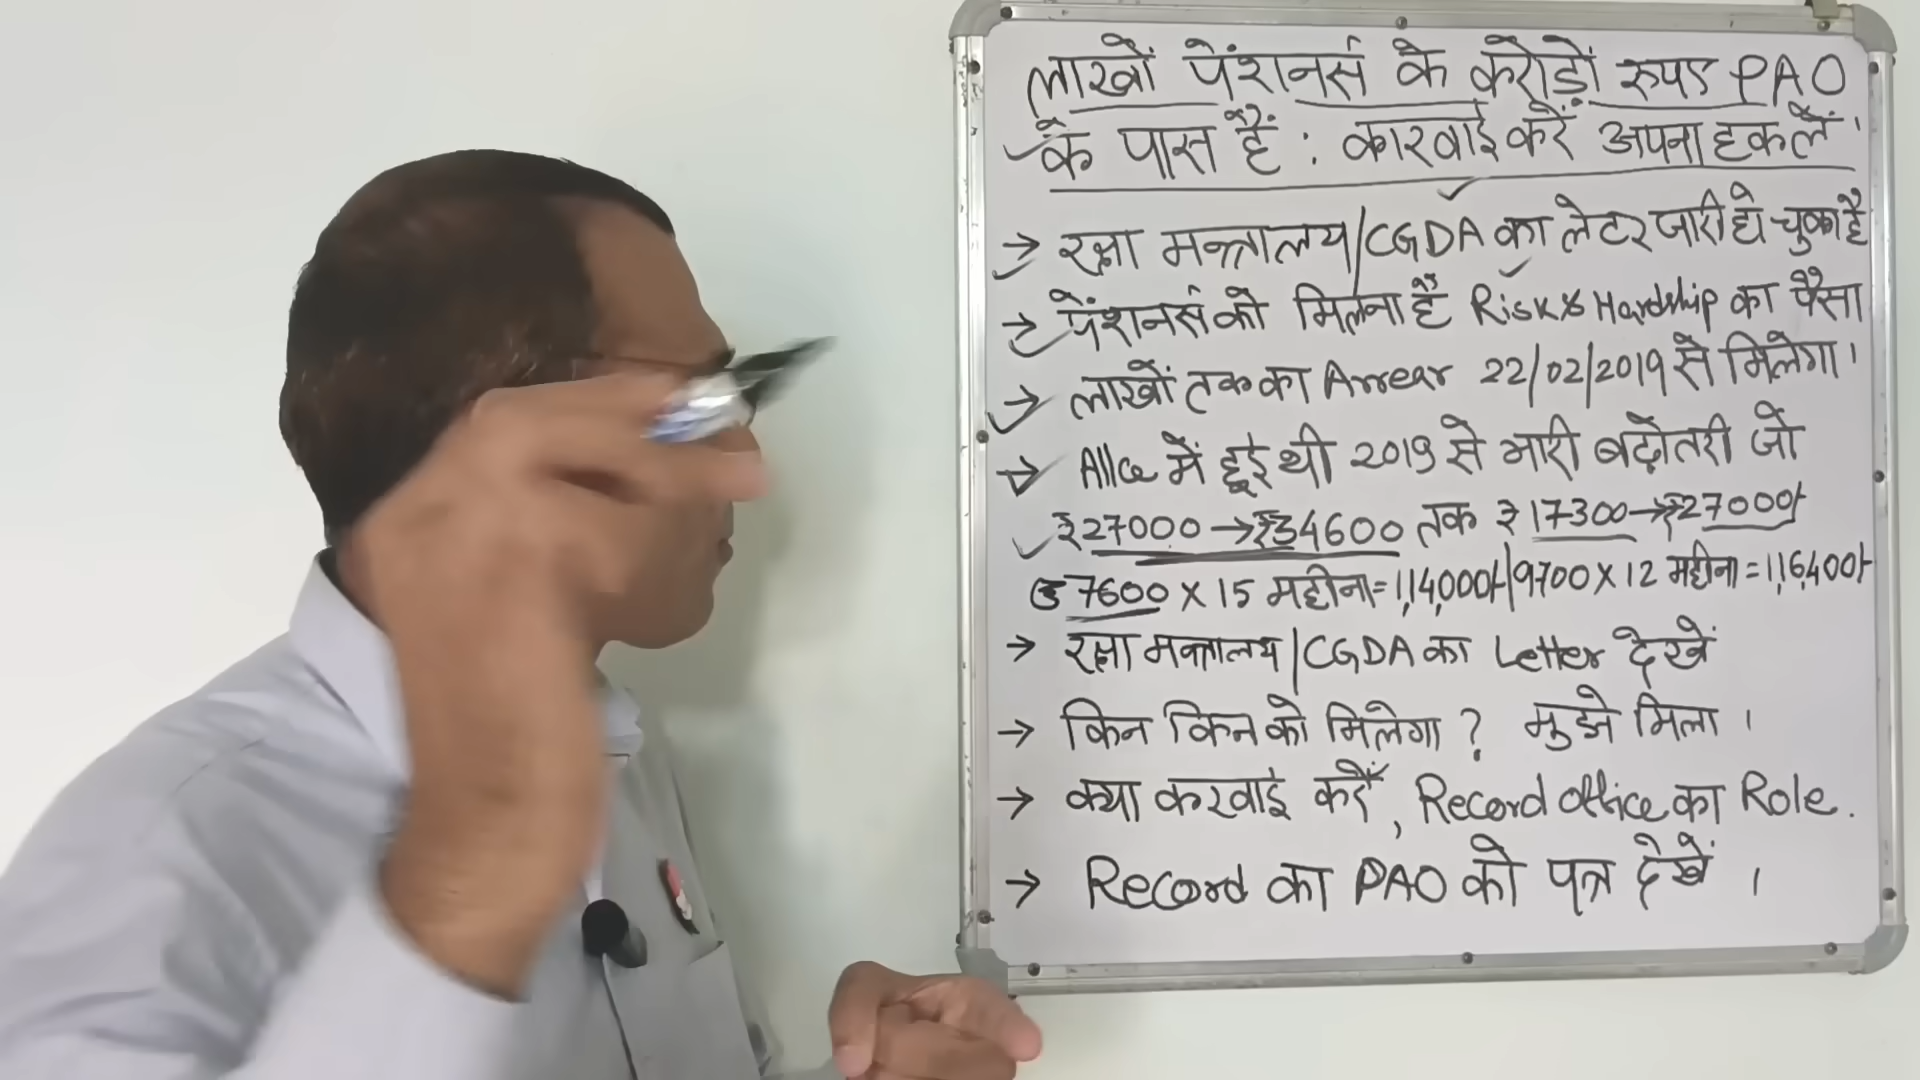 लाखों पेंशनर्स के करोड़ों रुपए PAO
के पास हैं : कारवाई करें अपना हक लें ।
→ रक्षा मन्त्रालय/CGDA का लेटर जारी हो चुका है
→ पेंशनर्स को मिलना है Risk & Hardship का पैसा
→ लाखों तक का Arrear 22/02/2019 से मिलेगा ।
→ Allce में हुई थी 2019 से भारी बढ़ोतरी जो
₹27000 → ₹34600 तक ₹ 17300 → ₹27000/-
₹ 7600 X 15 महीना = 1,14,000/- | 9700 X 12 महीना = 1,16,400/-
→ रक्षा मन्त्रालय/CGDA का Letter देखें
→ किन किन को मिलेगा ? मुझे मिला ।
→ क्या करवाई करें, Record office का Role.
→ Record का PAO को पत्र देखें ।